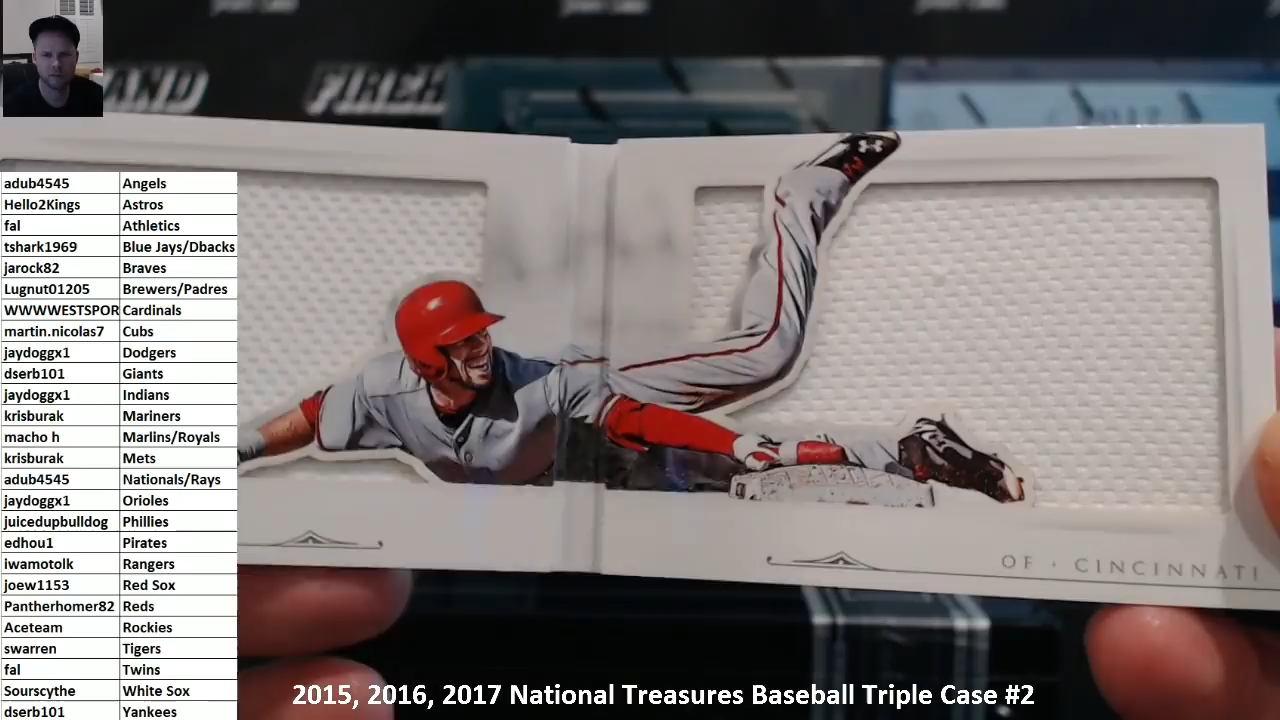 adub4545 Angels
Hello2Kings Astros
fal Athletics
tshark1969 Blue Jays/Dbacks
jarock82 Braves
Lugnut01205 Brewers/Padres
WWWWESTSPOR Cardinals
martin.nicolas7 Cubs
jaydoggx1 Dodgers
dserb101 Giants
jaydoggx1 Indians
krisburak Mariners
macho h Marlins/Royals
krisburak Mets
adub4545 Nationals/Rays
jaydoggx1 Orioles
juicedupbulldog Phillies
edhou1 Pirates
iwamotolk Rangers
joew1153 Red Sox
Pantherhomer82 Reds
Aceteam Rockies
swarren Tigers
fal Twins
Sourscythe White Sox
dserb101 Yankees
FIREH
OF · CINCINNATI
2015, 2016, 2017 National Treasures Baseball Triple Case #2